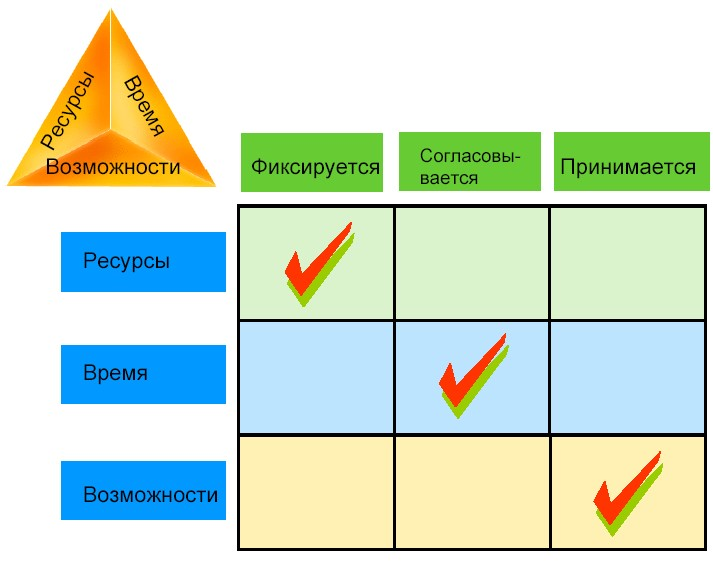 Ресурсы
Время
Возможности
Фиксируется
Согласовы-
вается
Принимается
Ресурсы
Время
Возможности